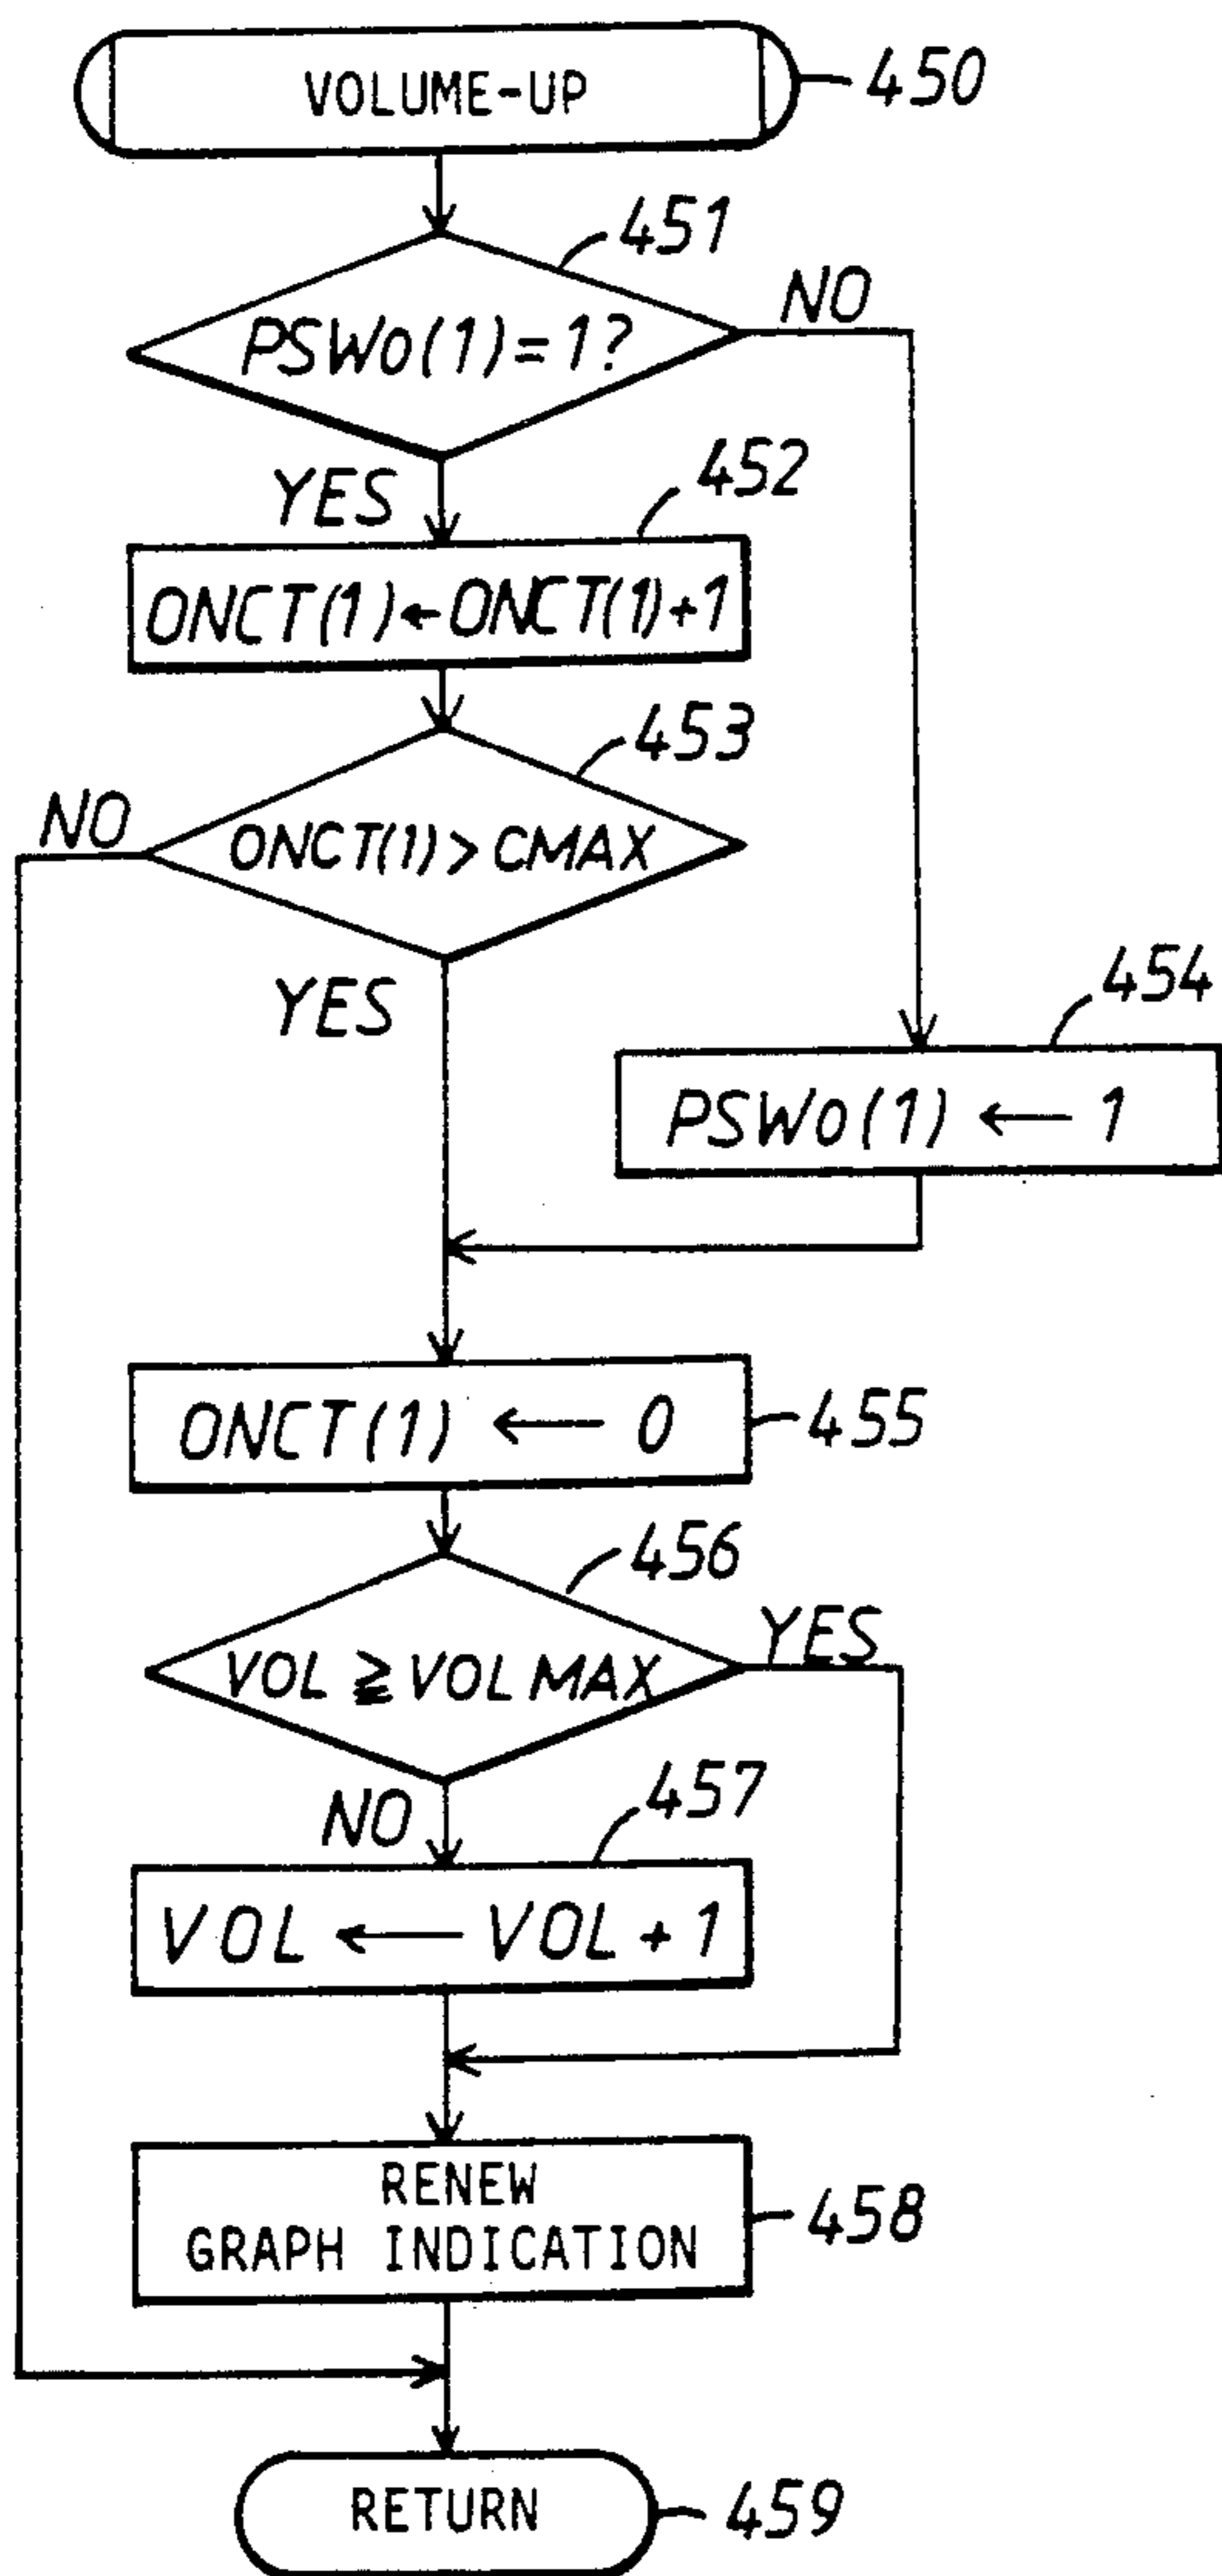 VOLUME-UP
450
451
PSWo(1)=1?
NO
YES
452
ONCT(1)←ONCT(1)+1
453
NO
ONCT(1)>CMAX
YES
454
PSWo(1) ← 1
ONCT(1) ← 0
455
456
VOL ≧ VOL MAX
YES
NO
457
VOL ← VOL + 1
RENEW
GRAPH INDICATION
458
RETURN
459